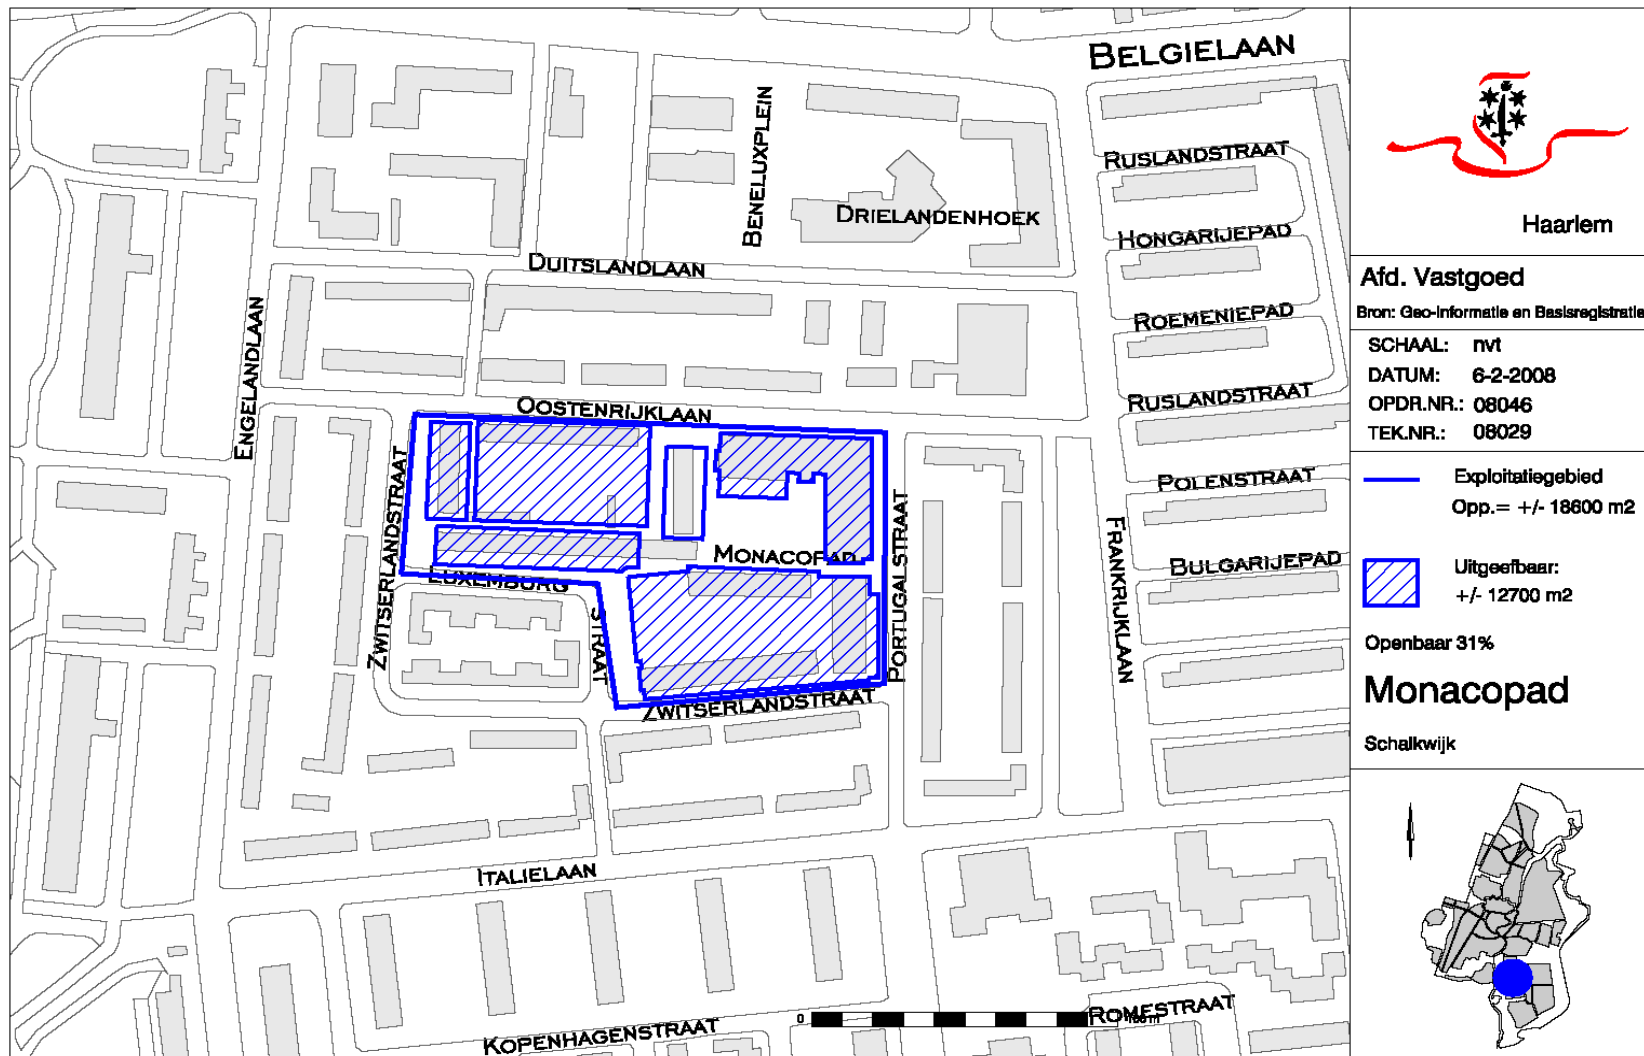 BELGIELAAN
BENELUXPLEIN
RUSLANDSTRAAT
DRIELANDENHOEK
HONGARIJEPAD
DUITSLANDLAAN
ROEMENIEPAD
ENGELANDLAAN
RUSLANDSTRAAT
OOSTENRIJKLAAN
ZWITSERLANDSTRAAT
POLENSTRAAT
MONACOPAD
PORTUGALSTRAAT
FRANKRIJKLAAN
BULGARIJEPAD
LUXEMBURG
STRAAT
ZWITSERLANDSTRAAT
ITALIELAAN
KOPENHAGENSTRAAT
0
ROMESTRAAT
Haarlem
Afd. Vastgoed
Bron: Geo-informatie en Basisregistratie
SCHAAL: nvt
DATUM: 6-2-2008
OPDR.NR.: 08046
TEK.NR.: 08029
Exploitatiegebied
Opp.= +/- 18600 m2
Uitgeefbaar:
+/- 12700 m2
Openbaar 31%
Monacopad
Schalkwijk